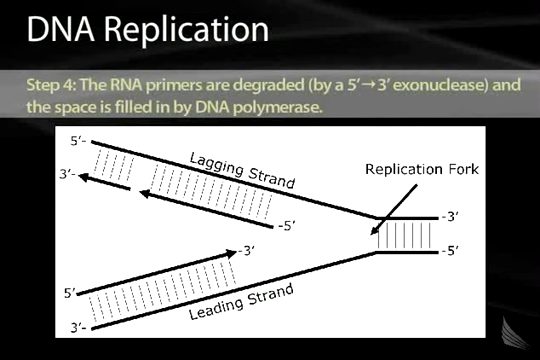 DNA Replication
Step 4: The RNA primers are degraded (by a 5'→3' exonuclease) and
the space is filled in by DNA polymerase.
5'-
Lagging Strand
Replication Fork
3'-
-3'
-5'
-3'
-5'
5'
Leading Strand
3'-